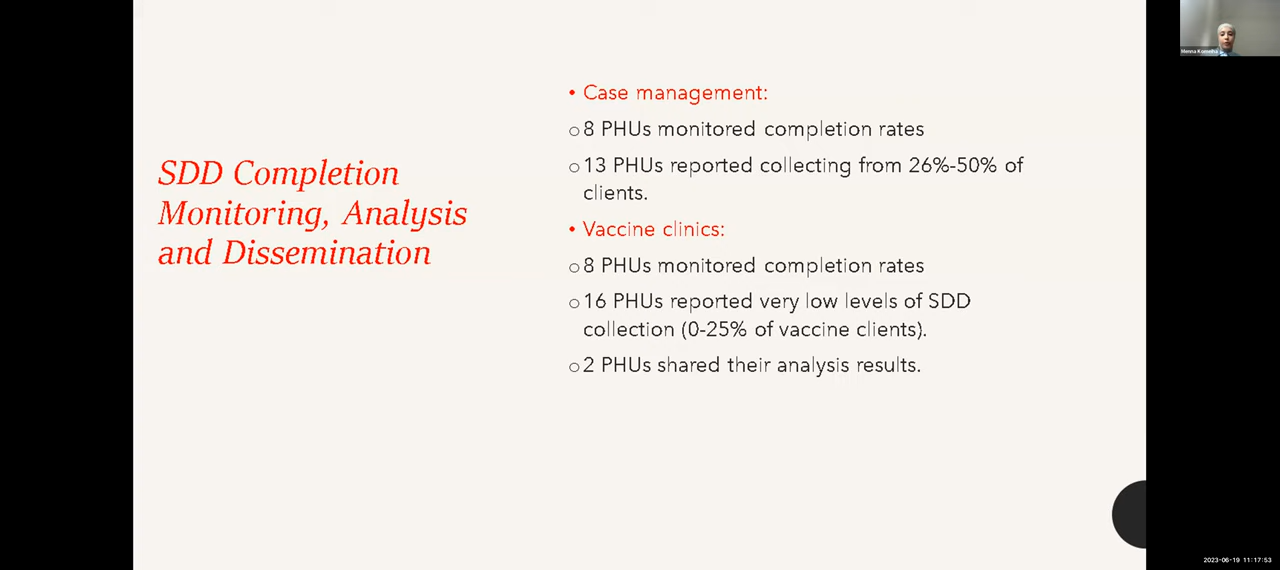 SDD Completion
Monitoring, Analysis
and Dissemination
• Case management:
○8 PHUs monitored completion rates
○13 PHUs reported collecting from 26%-50% of
clients.
• Vaccine clinics:
○8 PHUs monitored completion rates
○16 PHUs reported very low levels of SDD
collection (0-25% of vaccine clients).
○2 PHUs shared their analysis results.
2023-06-19 11:17:53